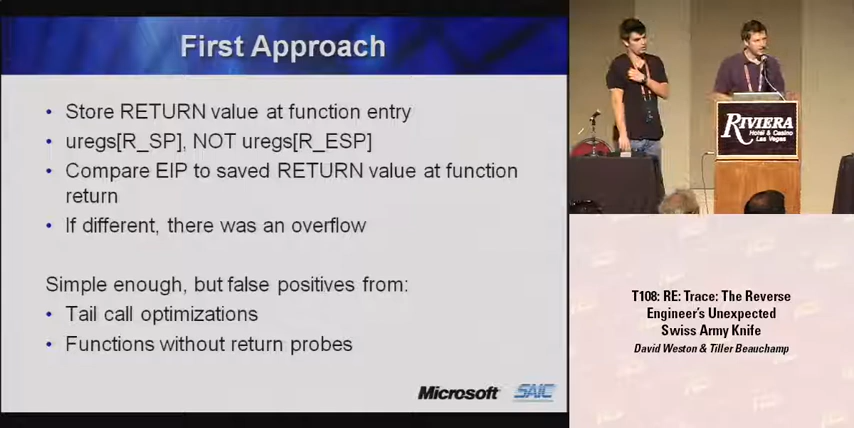 First Approach
• Store RETURN value at function entry
• uregs[R_SP], NOT uregs[R_ESP]
• Compare EIP to saved RETURN value at function
return
• If different, there was an overflow
Simple enough, but false positives from:
• Tail call optimizations
• Functions without return probes
Microsoft SAIC
RIVIERA
Hotel & Casino
Las Vegas
T108: RE: Trace: The Reverse
Engineer's Unexpected
Swiss Army Knife
David Weston & Tiller Beauchamp